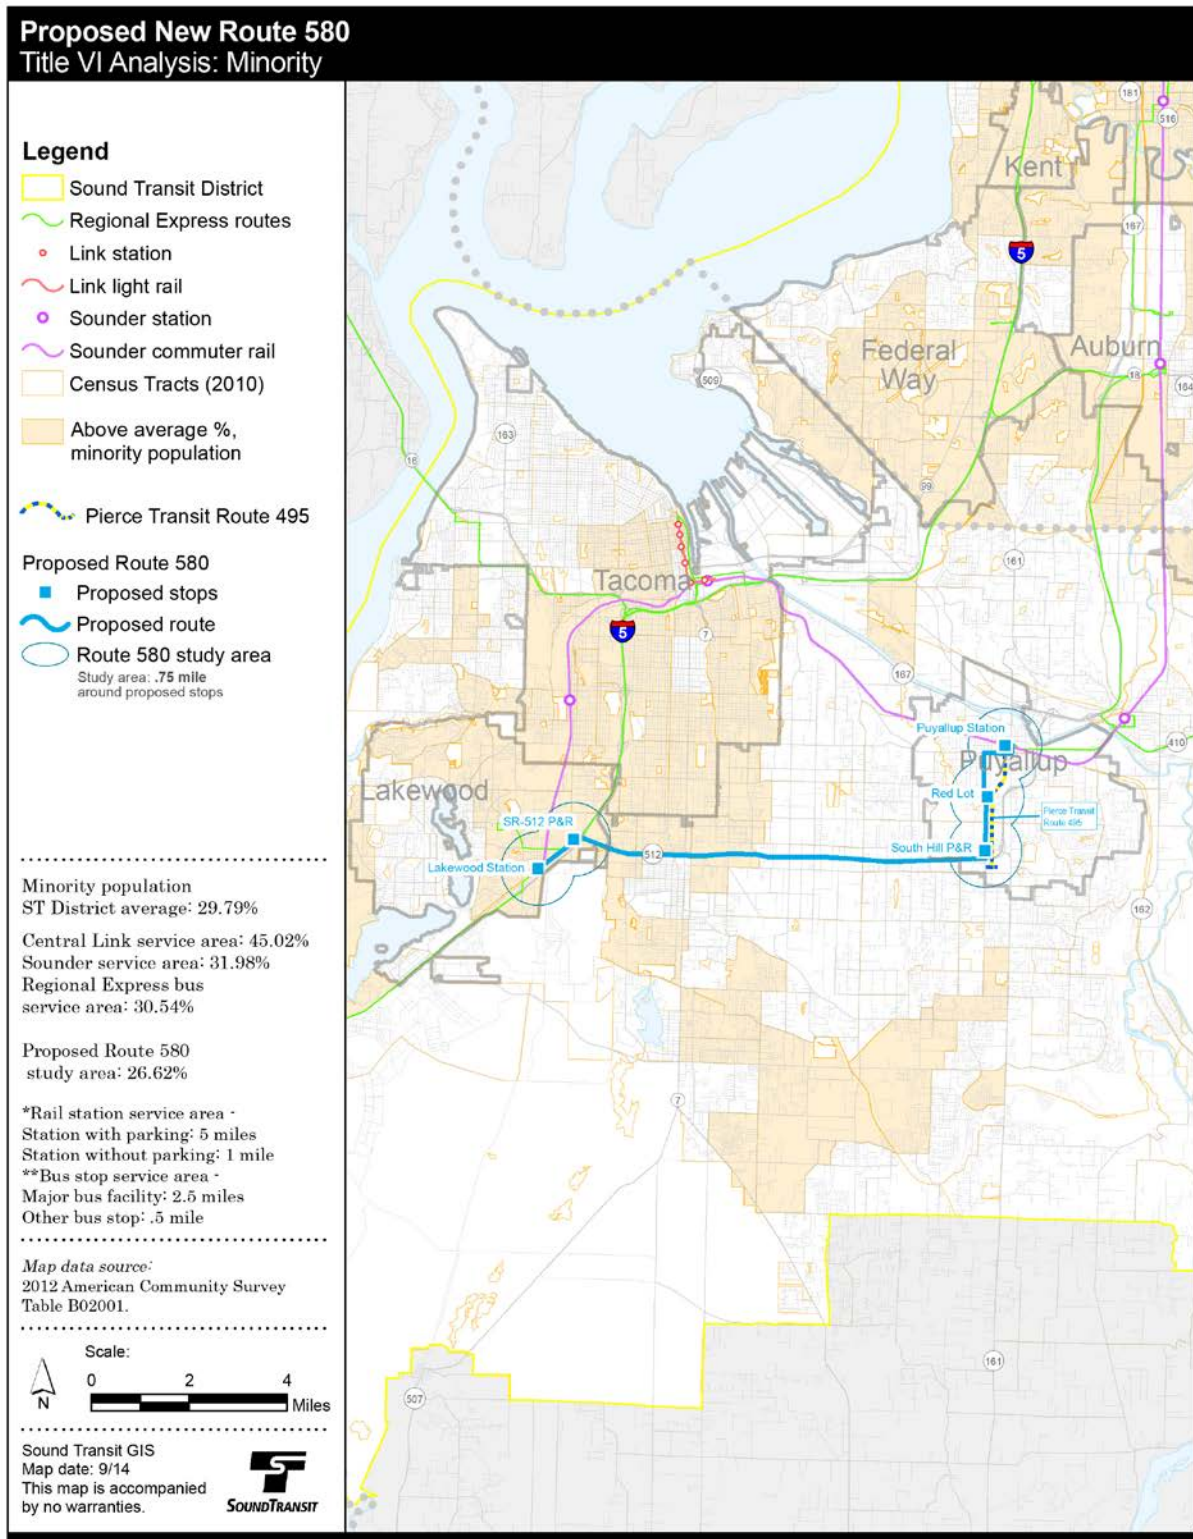 Proposed New Route 580
Title VI Analysis: Minority
Legend
Sound Transit District
Regional Express routes
Link station
Link light rail
Sounder station
Sounder commuter rail
Census Tracts (2010)
Above average %,
minority population
Pierce Transit Route 495
Proposed Route 580
Proposed stops
Proposed route
Route 580 study area
Study area: .75 mile
around proposed stops
Minority population
ST District average: 29.79%
Central Link service area: 45.02%
Sounder service area: 31.98%
Regional Express bus
service area: 30.54%
Proposed Route 580
study area: 26.62%
*Rail station service area -
Station with parking: 5 miles
Station without parking: 1 mile
**Bus stop service area -
Major bus facility: 2.5 miles
Other bus stop: .5 mile
Map data source:
2012 American Community Survey
Table B02001.
Scale:
0 2 4
Miles
N
Sound Transit GIS
Map date: 9/14
This map is accompanied
by no warranties.
SOUNDTRANSIT
181
516
Kent
167
5
Federal
Way
Auburn
509
18
164
163
16
99
161
Tacoma
5
7
167
Puyallup Station
410
Puyallup
Lakewood
Red Lot
Pierce Transit
Route 495
SR-512 P&R
South Hill P&R
512
Lakewood Station
162
7
161
507